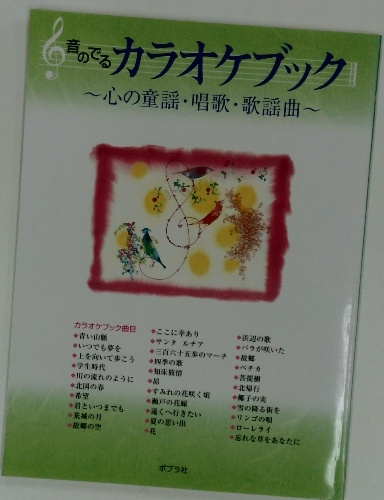 音のでる
カラオケブック
～心の童謡・唱歌・歌謡曲～
カラオケブック曲目
◆青い山脈
◆いつでも夢を
◆上を向いて歩こう
◆学生時代
◆川の流れのように
◆北国の春
◆希望
◆君といつまでも
◆荒城の月
◆故郷の空
◆ここに幸あり
◆サンタ ルチア
◆三百六十五歩のマーチ
◆四季の歌
◆知床旅情
◆昴
◆すみれの花咲く頃
◆瀬戸の花嫁
◆遠くへ行きたい
◆夏の思い出
◆花
◆浜辺の歌
◆バラが咲いた
◆故郷
◆ペチカ
◆菩提樹
◆北帰行
◆椰子の実
◆雪の降る街を
◆リンゴの唄
◆ローレライ
◆忘れな草をあなたに
ポプラ社